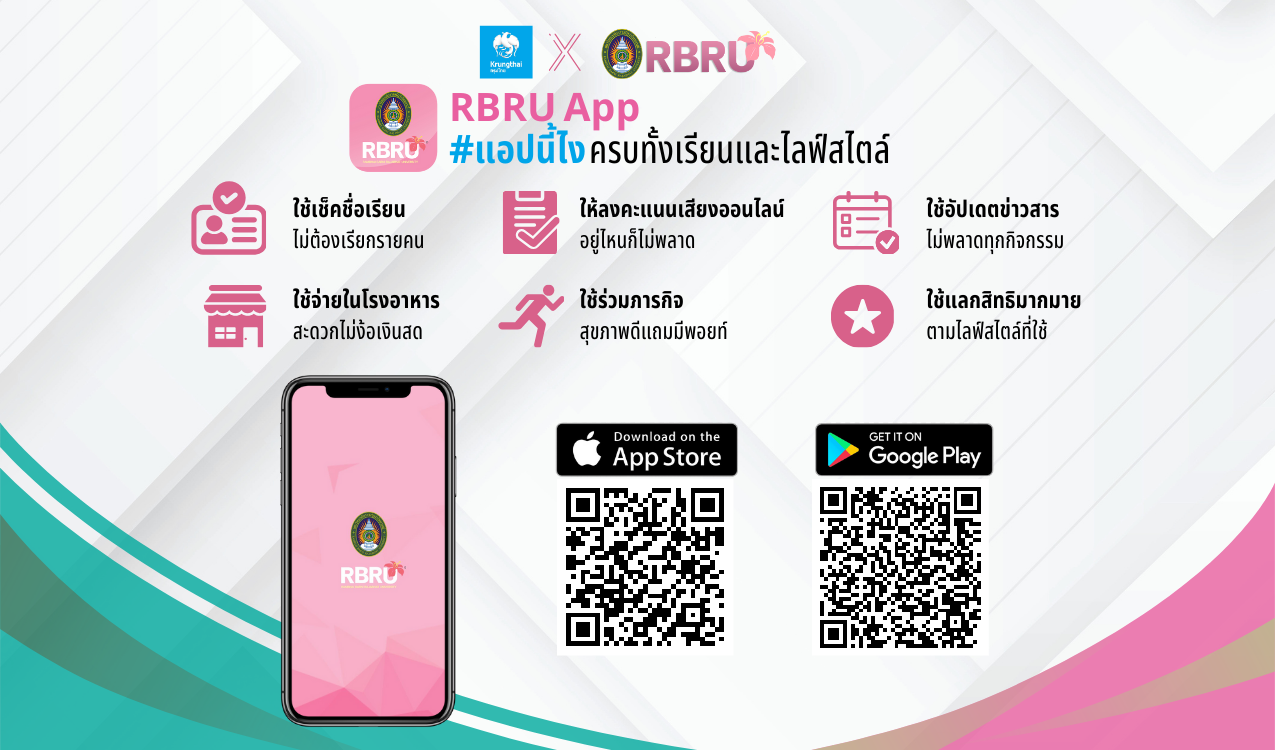 Krungthai
กรุงไทย
X
RBRU
RBRU
RBRU App
#แอปนี้ไง ครบทั้งเรียนและไลฟ์สไตล์
ใช้เช็คชื่อเรียน
ไม่ต้องเรียกรายคน
ให้ลงคะแนนเสียงออนไลน์
อยู่ไหนก็ไม่พลาด
ใช้อัปเดตข่าวสาร
ไม่พลาดทุกกิจกรรม
ใช้จ่ายในโรงอาหาร
สะดวกไม่ง้อเงินสด
ใช้ร่วมภารกิจ
สุขภาพดีแถมมีพอยท์
ใช้แลกสิทธิมากมาย
ตามไลฟ์สไตล์ที่ใช้
RBRU
Download on the
App Store
GET IT ON
Google Play